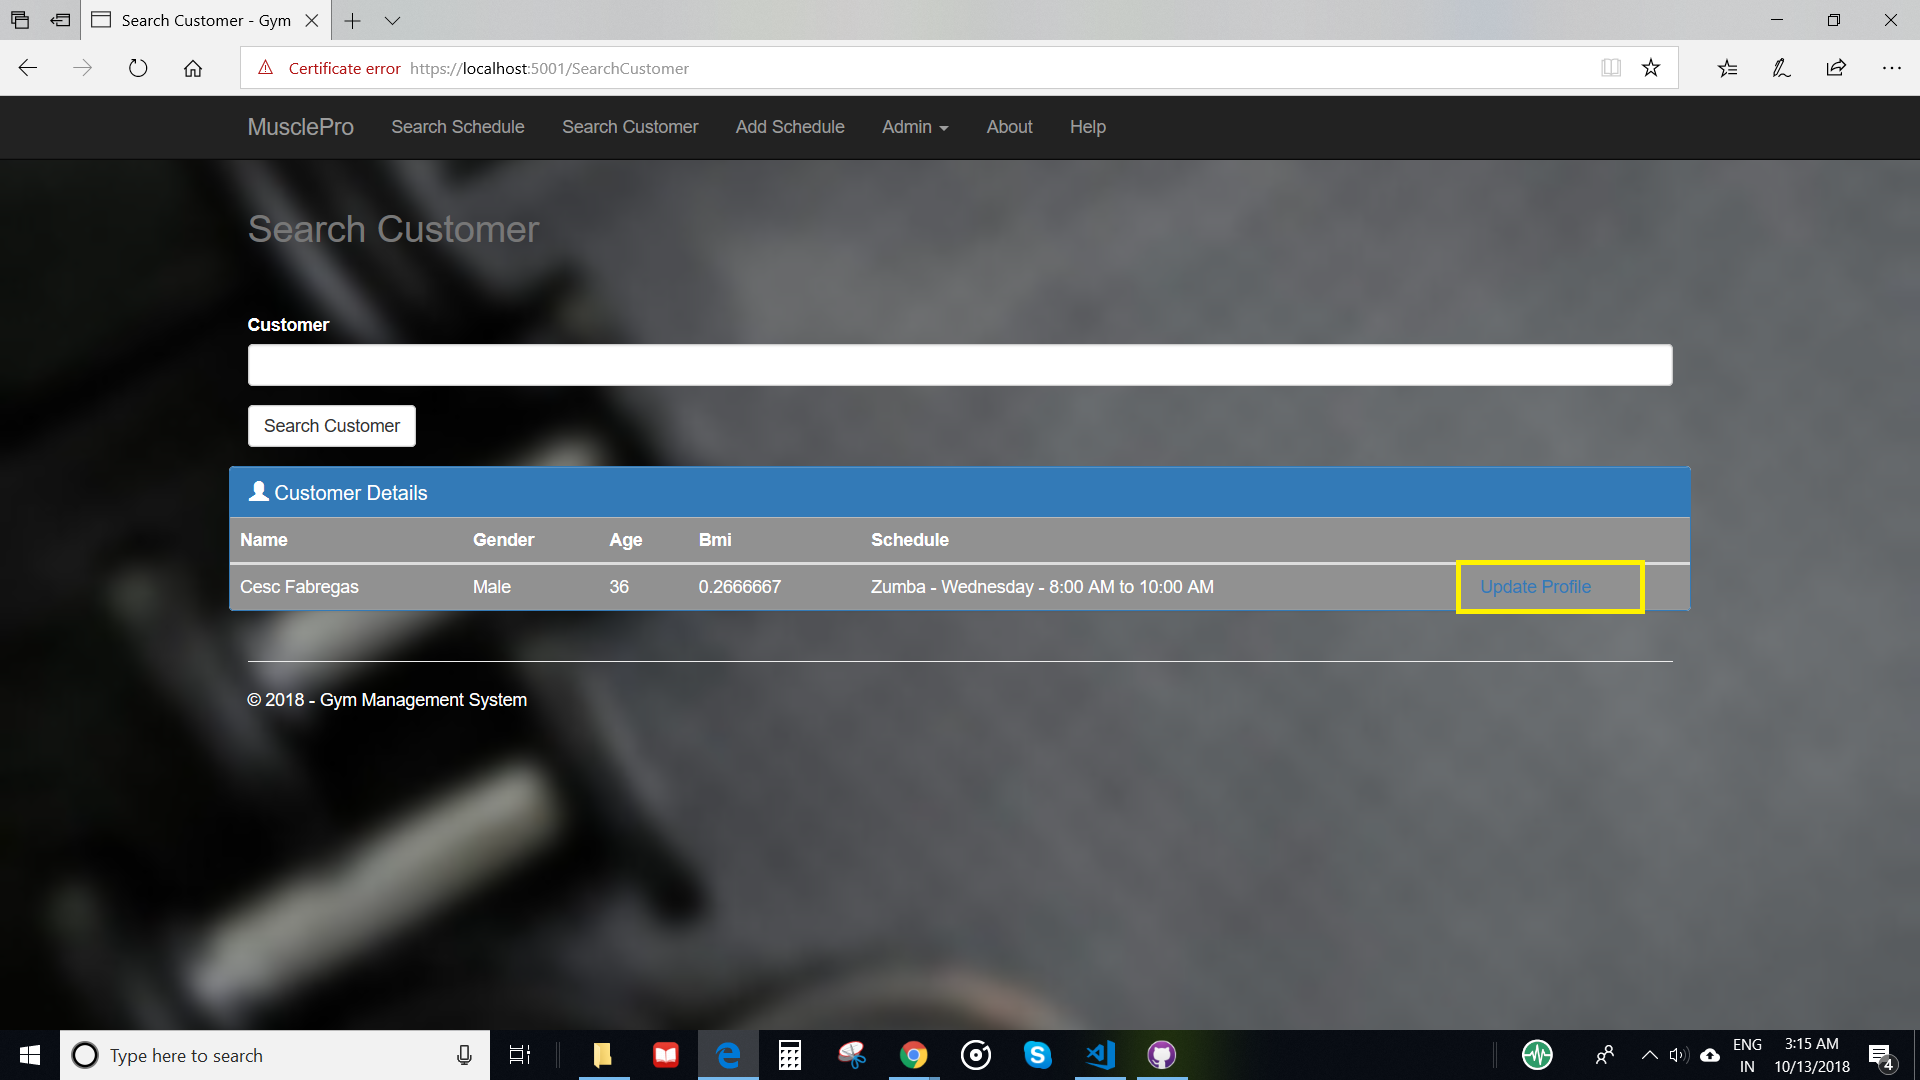 Search Customer - Gym
Certificate error https://localhost:5001/SearchCustomer
MusclePro Search Schedule Search Customer Add Schedule Admin About Help
Search Customer
Customer
Search Customer
Customer Details
Name Gender Age Bmi Schedule
Cesc Fabregas Male 36 0.2666667 Zumba - Wednesday - 8:00 AM to 10:00 AM Update Profile
© 2018 - Gym Management System
Type here to search
ENG
IN
3:15 AM
10/13/2018
4